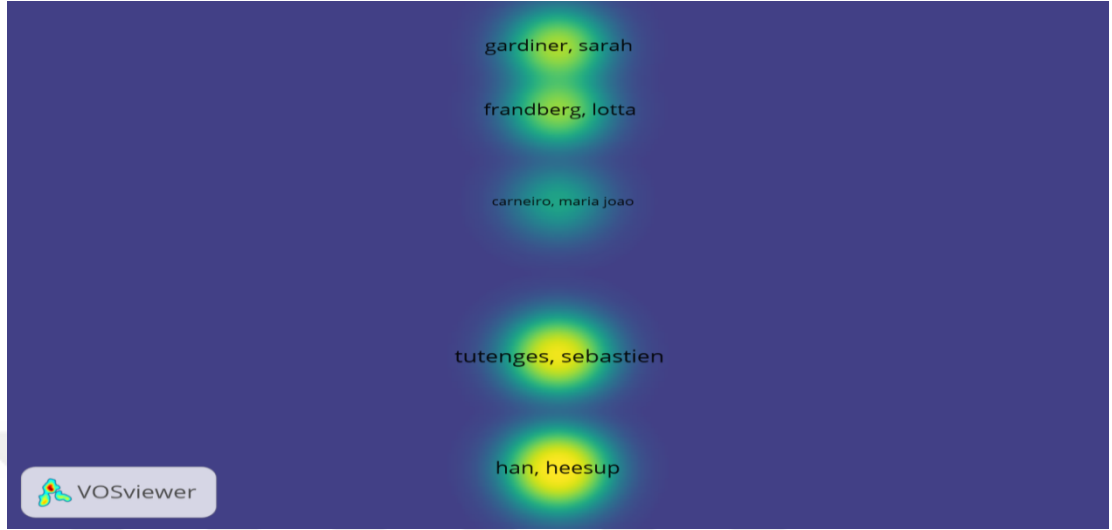 gardiner, sarah
frandberg, lotta
carneiro, maria joao
tutenges, sebastien
han, heesup
VOSviewer